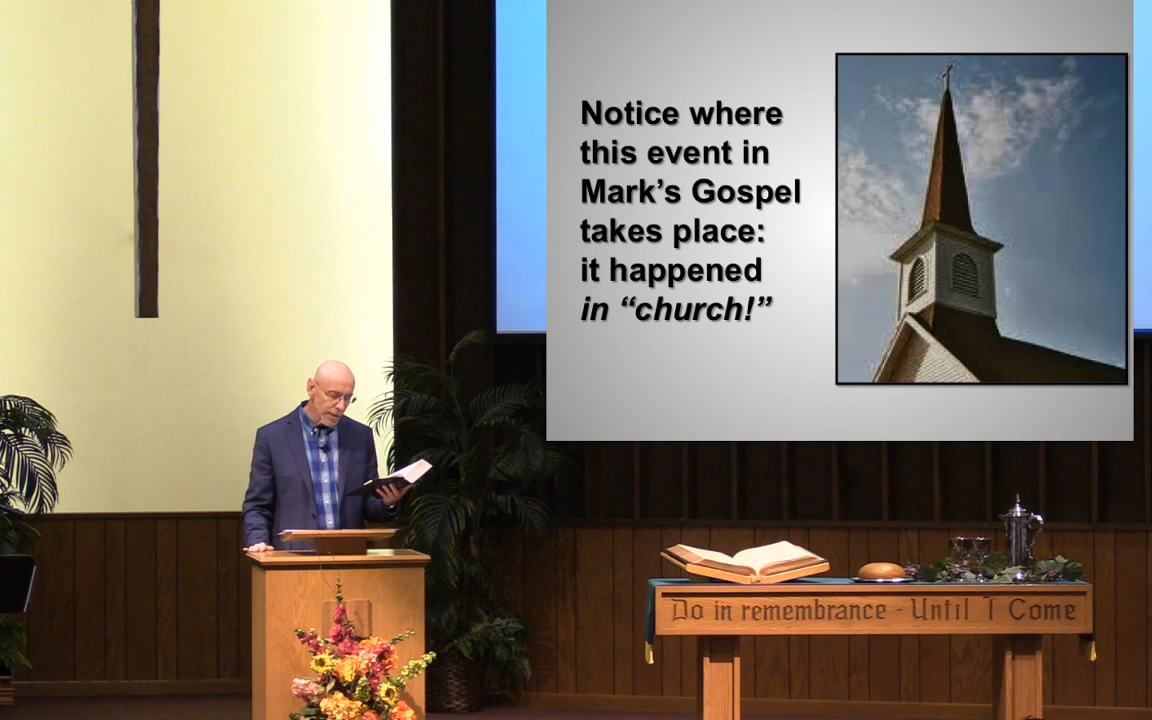 Notice where
this event in
Mark’s Gospel
takes place:
it happened
in “church!”
Do in remembrance - Until I Come